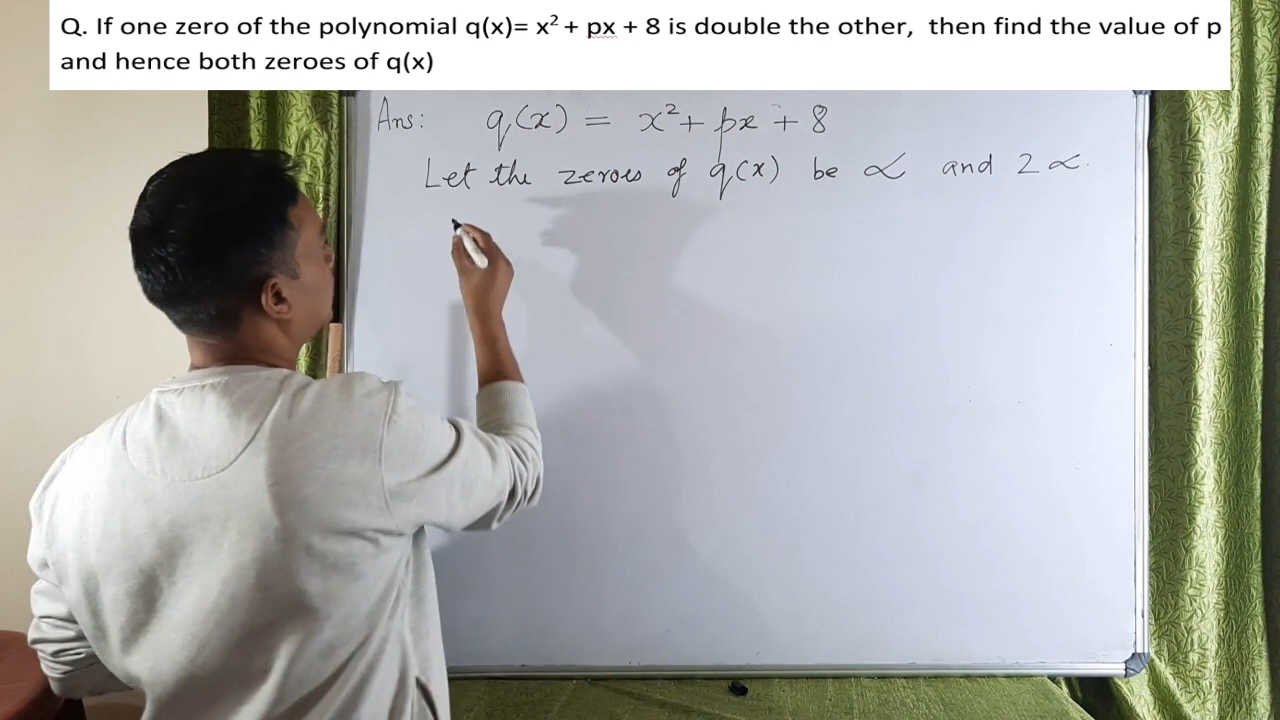 Q. If one zero of the polynomial q(x)= x² + px + 8 is double the other, then find the value of p
and hence both zeroes of q(x)
Ans: q(x) = x² + px + 8
Let the zeroes of q(x) be α and 2α.